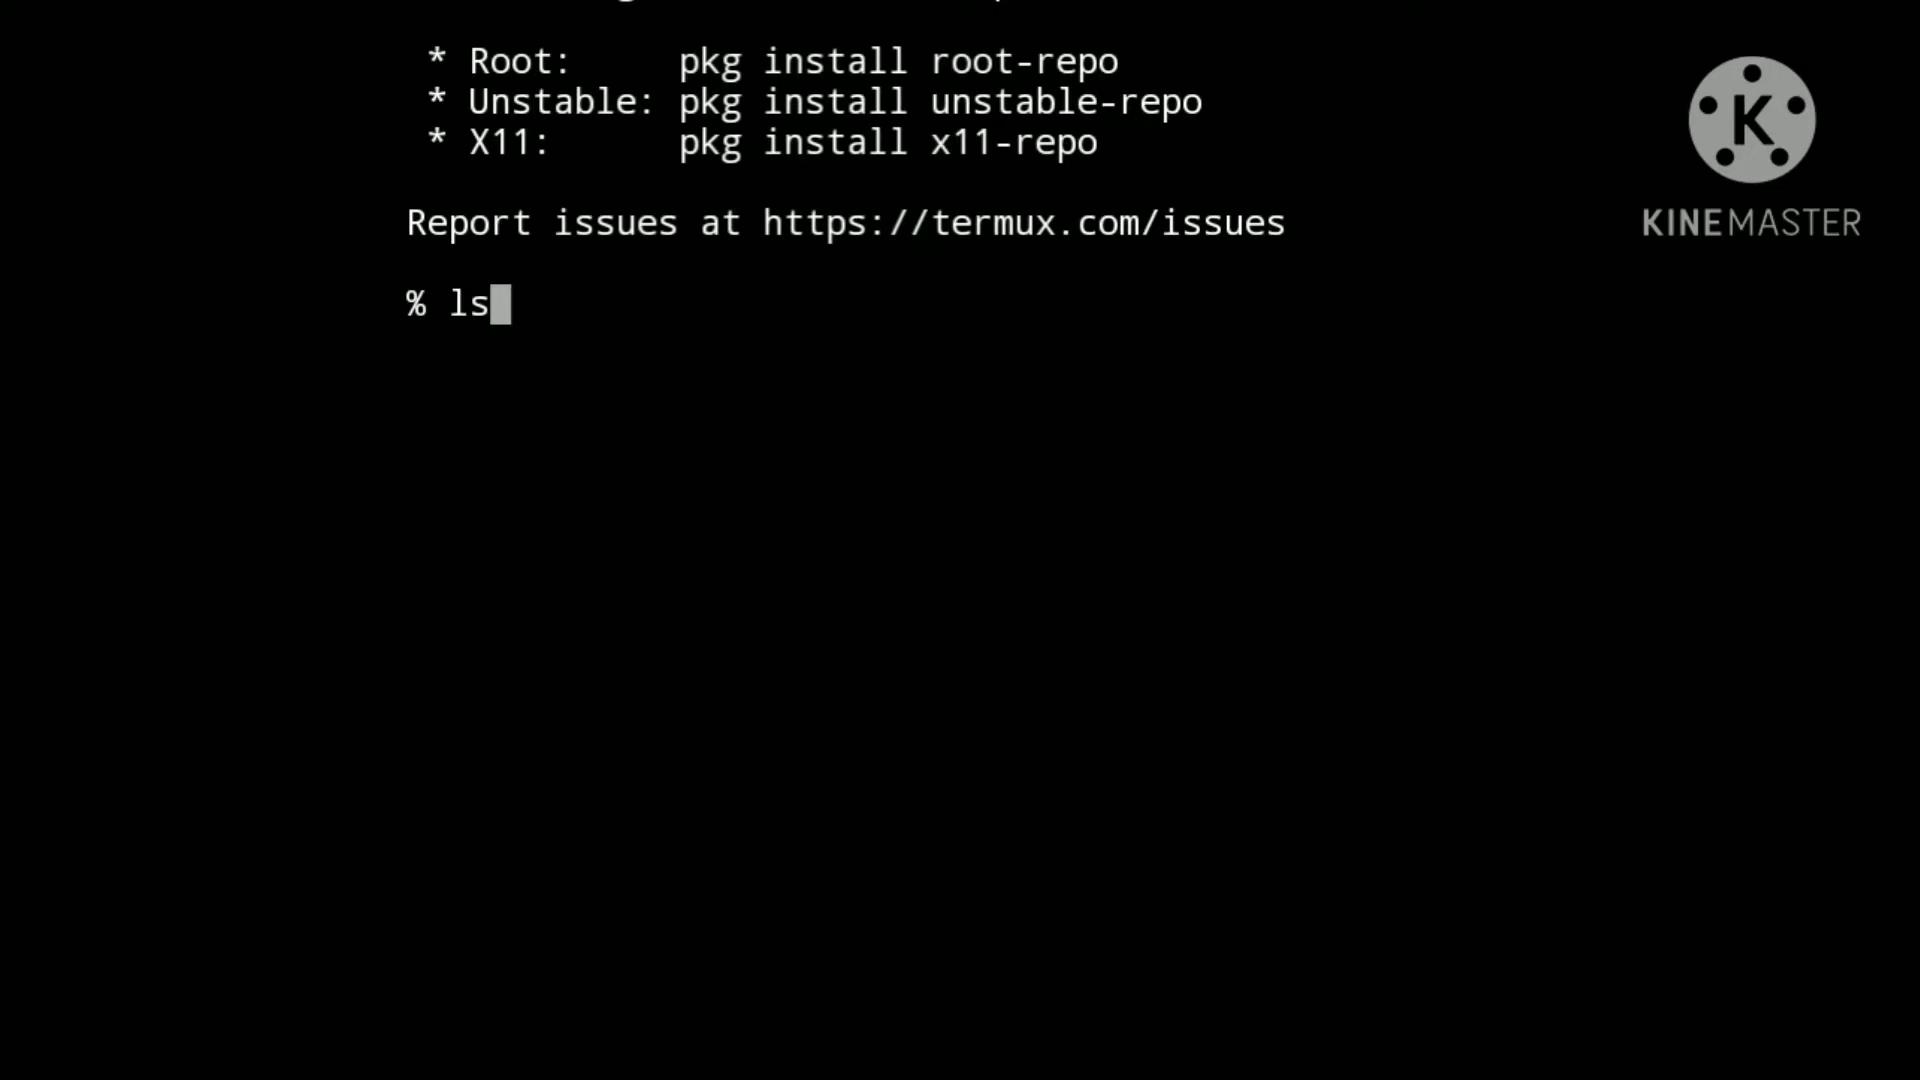 * Root:     pkg install root-repo
* Unstable: pkg install unstable-repo
* X11:      pkg install x11-repo
Report issues at https://termux.com/issues
% ls
K
KINEMASTER